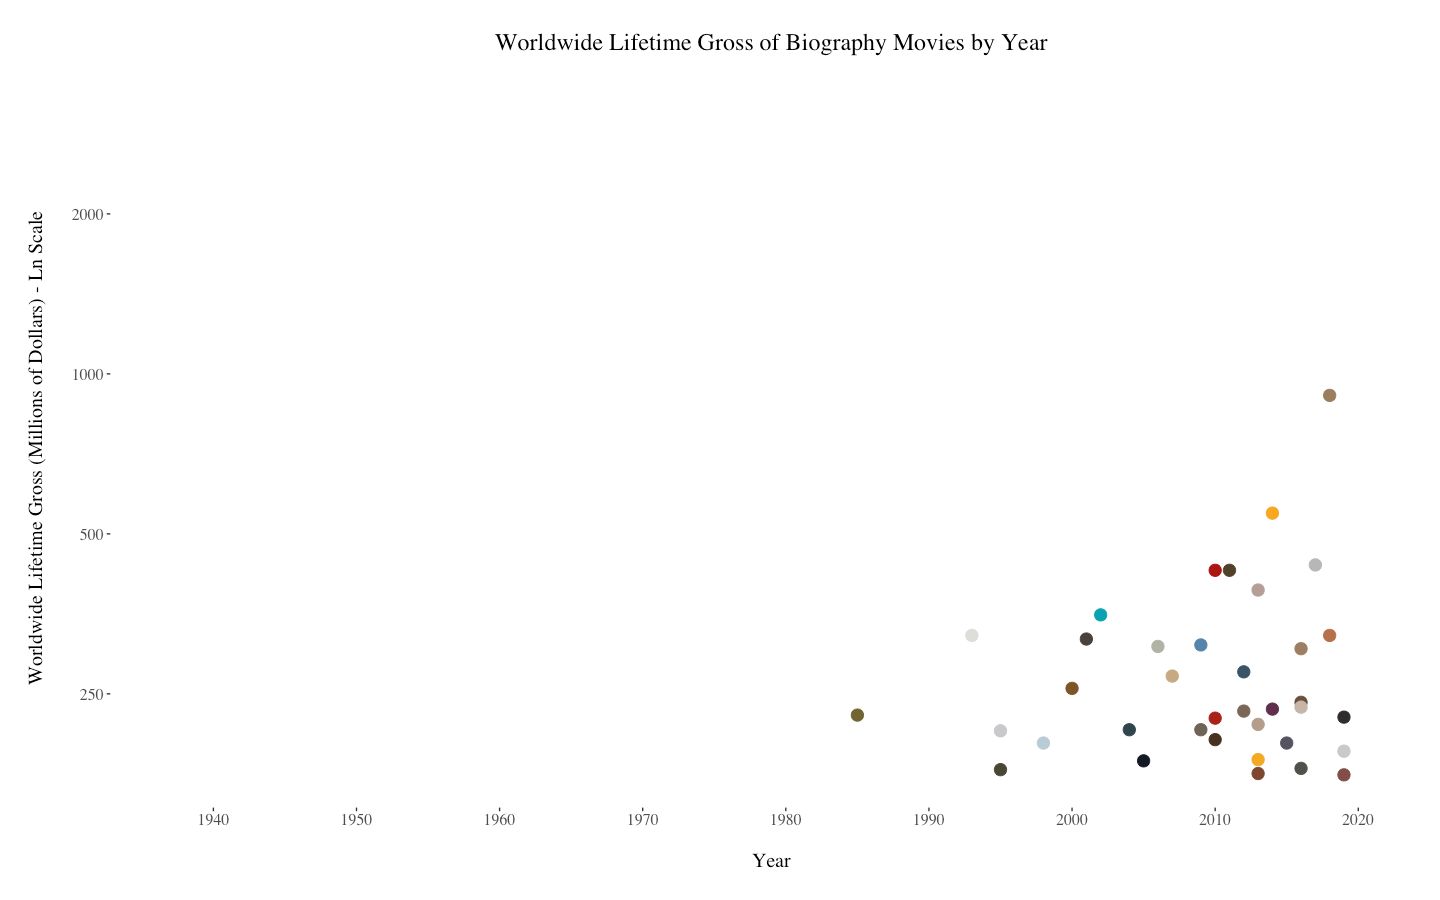 Worldwide Lifetime Gross of Biography Movies by Year
Worldwide Lifetime Gross (Millions of Dollars) - Ln Scale
2000
1000
500
250
1940 1950 1960 1970 1980 1990 2000 2010 2020
Year